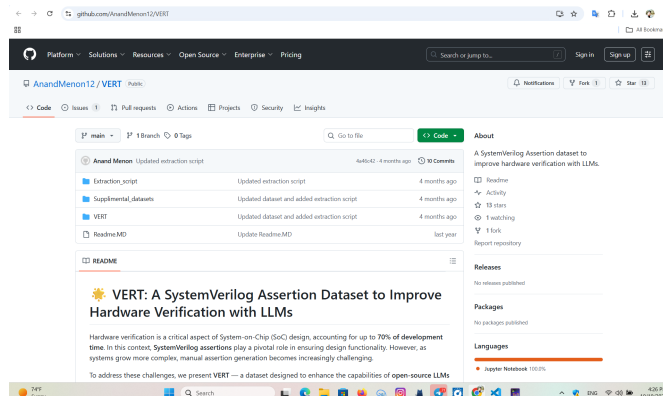 github.com/AnandMenon12/VERT
All Bookma
Platform Solutions Resources Open Source Enterprise Pricing
Search or jump to... / Sign in Sign up
AnandMenon12 / VERT Public
Notifications Fork 1 Star 13
Code Issues 1 Pull requests Actions Projects Security Insights
main 1 Branch 0 Tags Go to file Code
Anand Menon Updated extraction script 4a46c42 · 4 months ago 10 Commits
Extraction_script Updated extraction script 4 months ago
Supplimental_datasets Updated dataset and added extraction script 4 months ago
VERT Updated dataset and added extraction script 4 months ago
Readme.MD Update Readme.MD last year
README
🌟 VERT: A SystemVerilog Assertion Dataset to Improve
Hardware Verification with LLMs
Hardware verification is a critical aspect of System-on-Chip (SoC) design, accounting for up to 70% of development
time. In this context, SystemVerilog assertions play a pivotal role in ensuring design functionality. However, as
systems grow more complex, manual assertion generation becomes increasingly challenging.
To address these challenges, we present VERT — a dataset designed to enhance the capabilities of open-source LLMs
About
A SystemVerilog Assertion dataset to
improve hardware verification with LLMs.
Readme
Activity
13 stars
1 watching
1 fork
Report repository
Releases
No releases published
Packages
No packages published
Languages
Jupyter Notebook 100.0%
74°F
Search
ENG
4:26 P